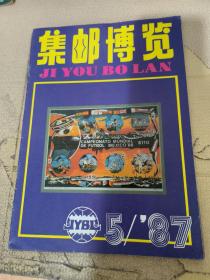 集邮博览
JI YOU BO LAN
CAMPEONATO MUNDIAL
DE FUTBOL MEXICO 86
JYBL
5/'87